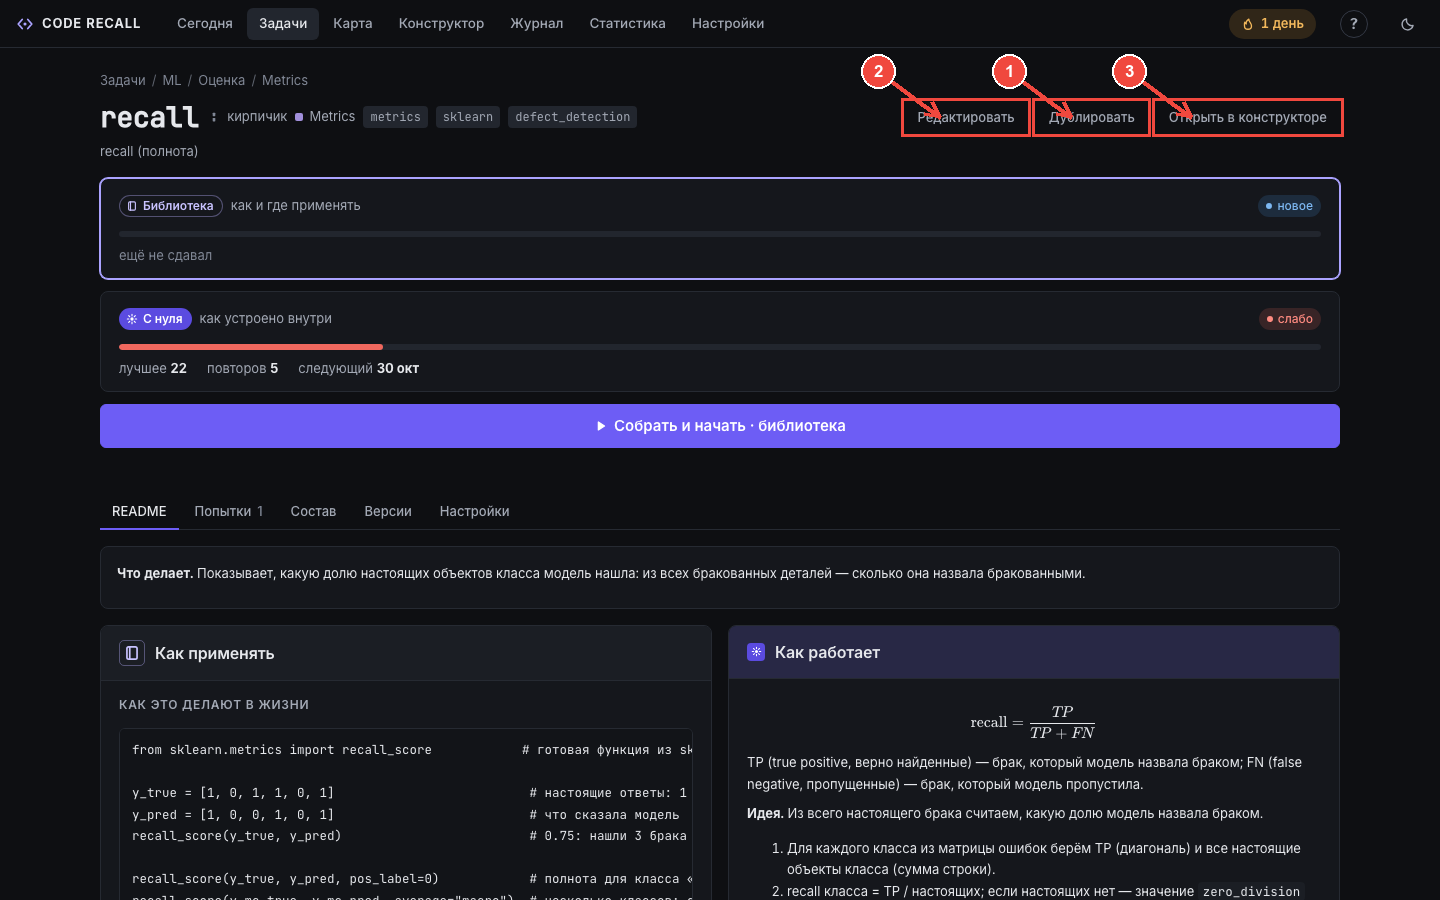 CODE RECALL Сегодня Задачи Карта Конструктор Журнал Статистика Настройки 1 день ?
2 1 3
Задачи / ML / Оценка / Metrics
recall кирпичик Metrics metrics sklearn defect_detection Редактировать Дублировать Открыть в конструкторе
recall (полнота)
Библиотека как и где применять новое
ещё не сдавал
С нуля как устроено внутри слабо
лучшее 22 повторов 5 следующий 30 окт
Собрать и начать · библиотека
README Попытки 1 Состав Версии Настройки
Что делает. Показывает, какую долю настоящих объектов класса модель нашла: из всех бракованных деталей — сколько она назвала бракованными.
Как применять
КАК ЭТО ДЕЛАЮТ В ЖИЗНИ
from sklearn.metrics import recall_score # готовая функция из sk
y_true = [1, 0, 1, 1, 0, 1] # настоящие ответы: 1
y_pred = [1, 0, 0, 1, 0, 1] # что сказала модель
recall_score(y_true, y_pred) # 0.75: нашли 3 брака
recall_score(y_true, y_pred, pos_label=0) # полнота для класса «
Как работает
recall = TP / TP + FN
TP (true positive, верно найденные) — брак, который модель назвала браком; FN (false
negative, пропущенные) — брак, который модель пропустила.
Идея. Из всего настоящего брака считаем, какую долю модель назвала браком.
1. Для каждого класса из матрицы ошибок берём TP (диагональ) и все настоящие
объекты класса (сумма строки).
2. recall класса = TP / настоящих; если настоящих нет — значение zero_division